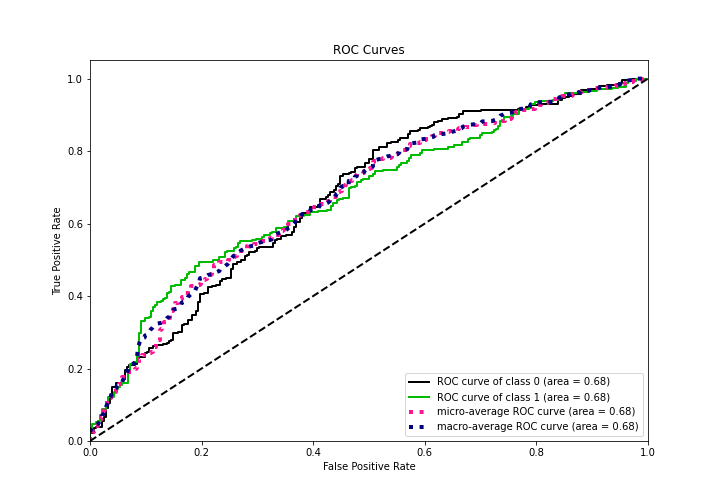 ROC Curves
True Positive Rate
1.0
0.8
0.6
0.4
0.2
0.0
ROC curve of class 0 (area = 0.68)
ROC curve of class 1 (area = 0.68)
micro-average ROC curve (area = 0.68)
macro-average ROC curve (area = 0.68)
0.0 0.2 0.4 0.6 0.8 1.0
False Positive Rate